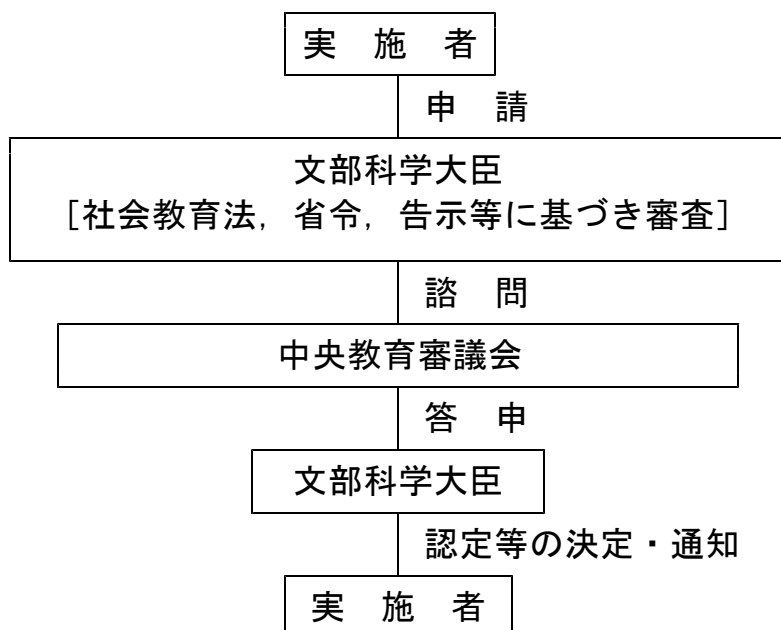 実　施　者
申　請
文部科学大臣
［社会教育法，省令，告示等に基づき審査］
諮　問
中央教育審議会
答　申
文部科学大臣
認定等の決定・通知
実　施　者